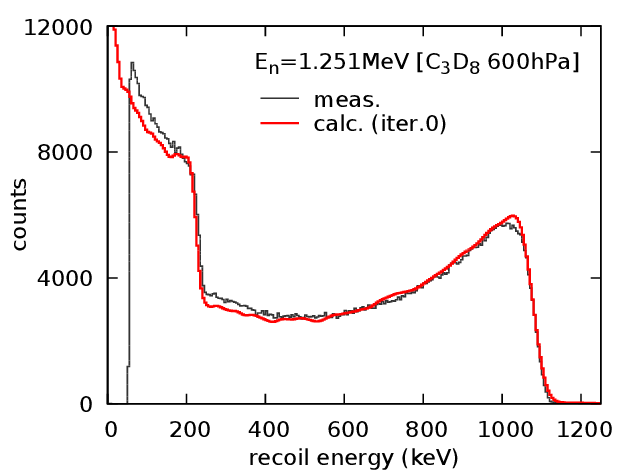 12000
8000
4000
0
counts
Eₙ=1.251MeV [C₃D₈ 600hPa]
meas.
calc. (iter.0)
0 200 400 600 800 1000 1200
recoil energy (keV)